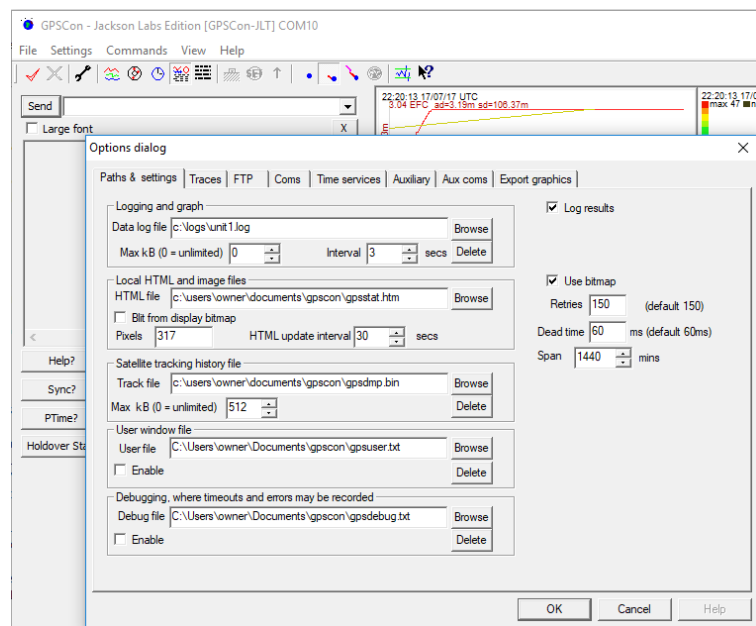 GPSCon - Jackson Labs Edition [GPSCon-JLT] COM10
File Settings Commands View Help
Send
Large font X
22:20:13 17/07/17 UTC
3.04 EFC ad=3.19m sd=106.37m
22:20:13 17/0
max 47
Options dialog
Paths & settings Traces FTP Coms Time services Auxiliary Aux coms Export graphics
Logging and graph
Log results
Data log file c:\logs\unit1.log Browse
Max kB (0 = unlimited) 0 Interval 3 secs Delete
Local HTML and image files
Use bitmap
HTML file c:\users\owner\documents\gpscon\gpsstat.htm Browse
Retries 150 (default 150)
Blit from display bitmap
Pixels 317 HTML update interval 30 secs
Dead time 60 ms (default 60ms)
Span 1440 mins
Satellite tracking history file
Track file c:\users\owner\documents\gpscon\gpsdmp.bin Browse
Max kB (0 = unlimited) 512 Delete
User window file
User file C:\Users\owner\Documents\gpscon\gpsuser.txt Browse
Enable Delete
Debugging, where timeouts and errors may be recorded
Debug file C:\Users\owner\Documents\gpscon\gpsdebug.txt Browse
Enable Delete
Help?
Sync?
PTime?
Holdover Sta
OK Cancel Help